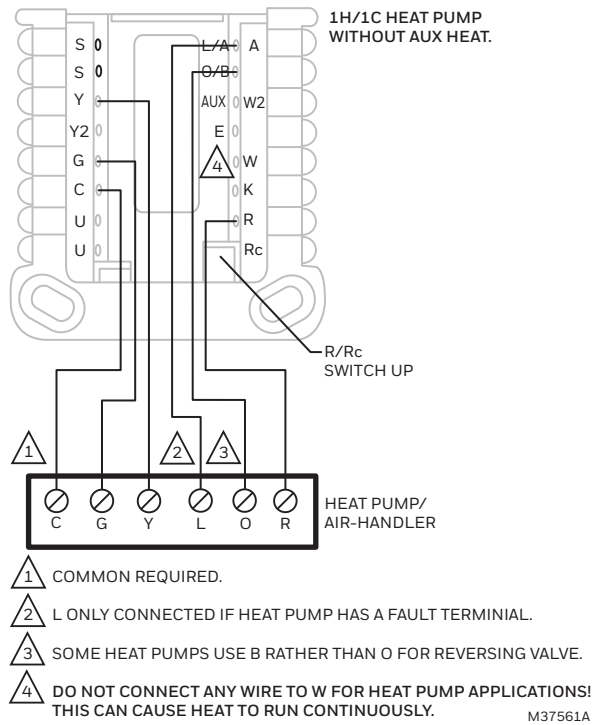 1H/1C HEAT PUMP
WITHOUT AUX HEAT.
S
S
Y
Y2
G
C
U
U
L/A A
O/B
AUX W2
E
4 W
K
R
Rc
R/Rc
SWITCH UP
1
2
3
C G Y L O R
HEAT PUMP/
AIR-HANDLER
1 COMMON REQUIRED.
2 L ONLY CONNECTED IF HEAT PUMP HAS A FAULT TERMINIAL.
3 SOME HEAT PUMPS USE B RATHER THAN O FOR REVERSING VALVE.
4 DO NOT CONNECT ANY WIRE TO W FOR HEAT PUMP APPLICATIONS!
THIS CAN CAUSE HEAT TO RUN CONTINUOUSLY.
M37561A